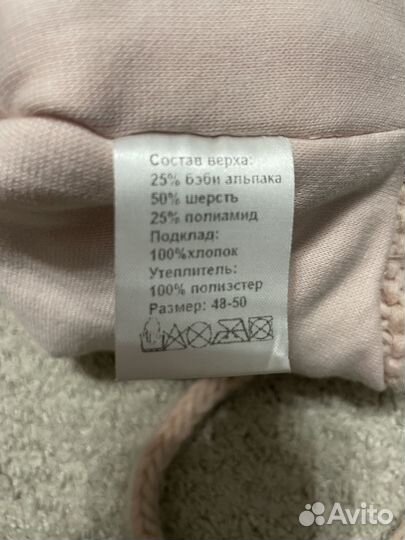 Состав верха:
25% бэби альпака
50% шерсть
25% полиамид
Подклад:
100%хлопок
Утеплитель:
100% полиэстер
Размер: 48-50
Avito